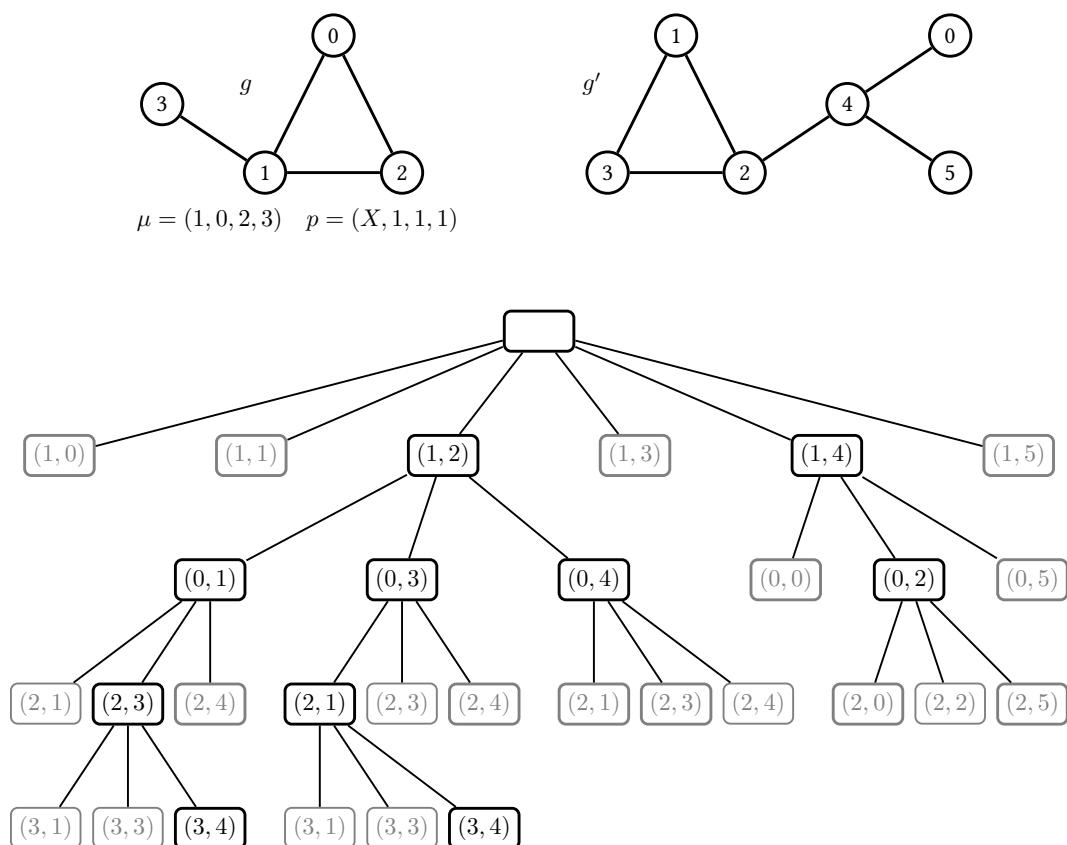 0 1 0
g g′
3 4
1 2 3 2 5
μ = (1, 0, 2, 3) p = (X, 1, 1, 1)
(1, 0) (1, 1) (1, 2) (1, 3) (1, 4) (1, 5)
(0, 1) (0, 3) (0, 4) (0, 0) (0, 2) (0, 5)
(2, 1) (2, 3) (2, 4) (2, 1) (2, 3) (2, 4) (2, 1) (2, 3) (2, 4) (2, 0) (2, 2) (2, 5)
(3, 1) (3, 3) (3, 4) (3, 1) (3, 3) (3, 4)